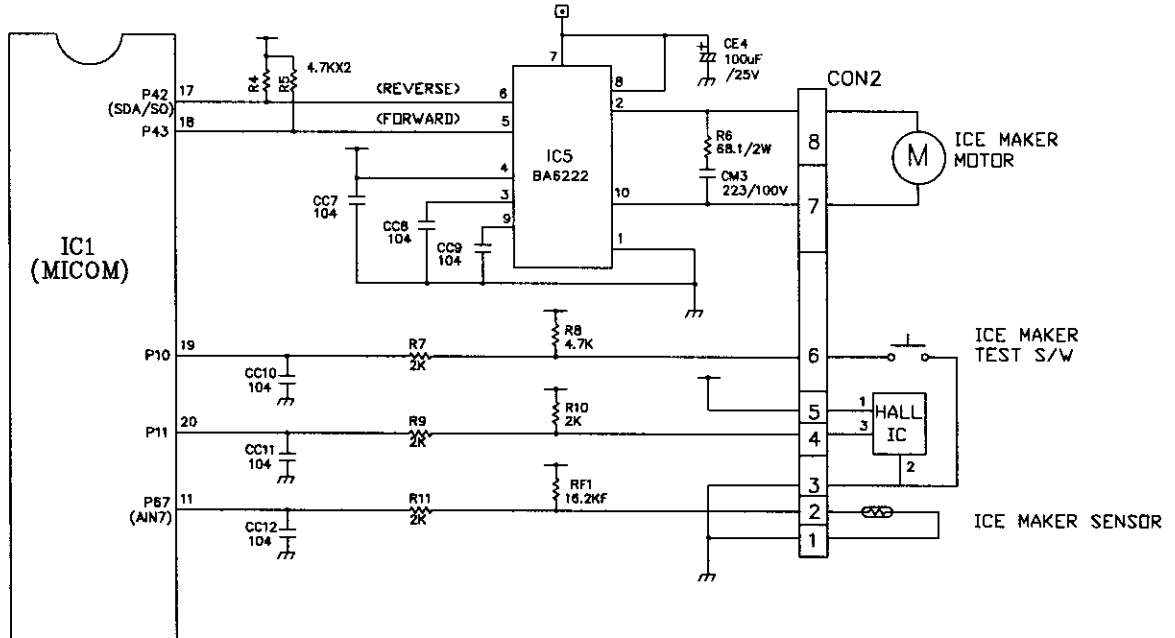 CE4
100uF
/25V
7
4.7KX2
R4
R5
8
CON2
P42
(SDA/SO)
17
(REVERSE)
6
2
P43
18
(FORWARD)
5
R6
68.1/2W
8
M
ICE MAKER
MOTOR
IC5
BA6222
CM3
223/100V
4
CC7
104
3
10
7
CC8
104
9
CC9
104
1
IC1
(MICOM)
R8
4.7K
P10
19
R7
2K
6
ICE MAKER
TEST S/W
CC10
104
R10
2K
5
1
HALL
IC
P11
20
R9
2K
4
3
CC11
104
2
RF1
16.2KF
3
P67
(AIN7)
11
R11
2K
2
ICE MAKER SENSOR
CC12
104
1